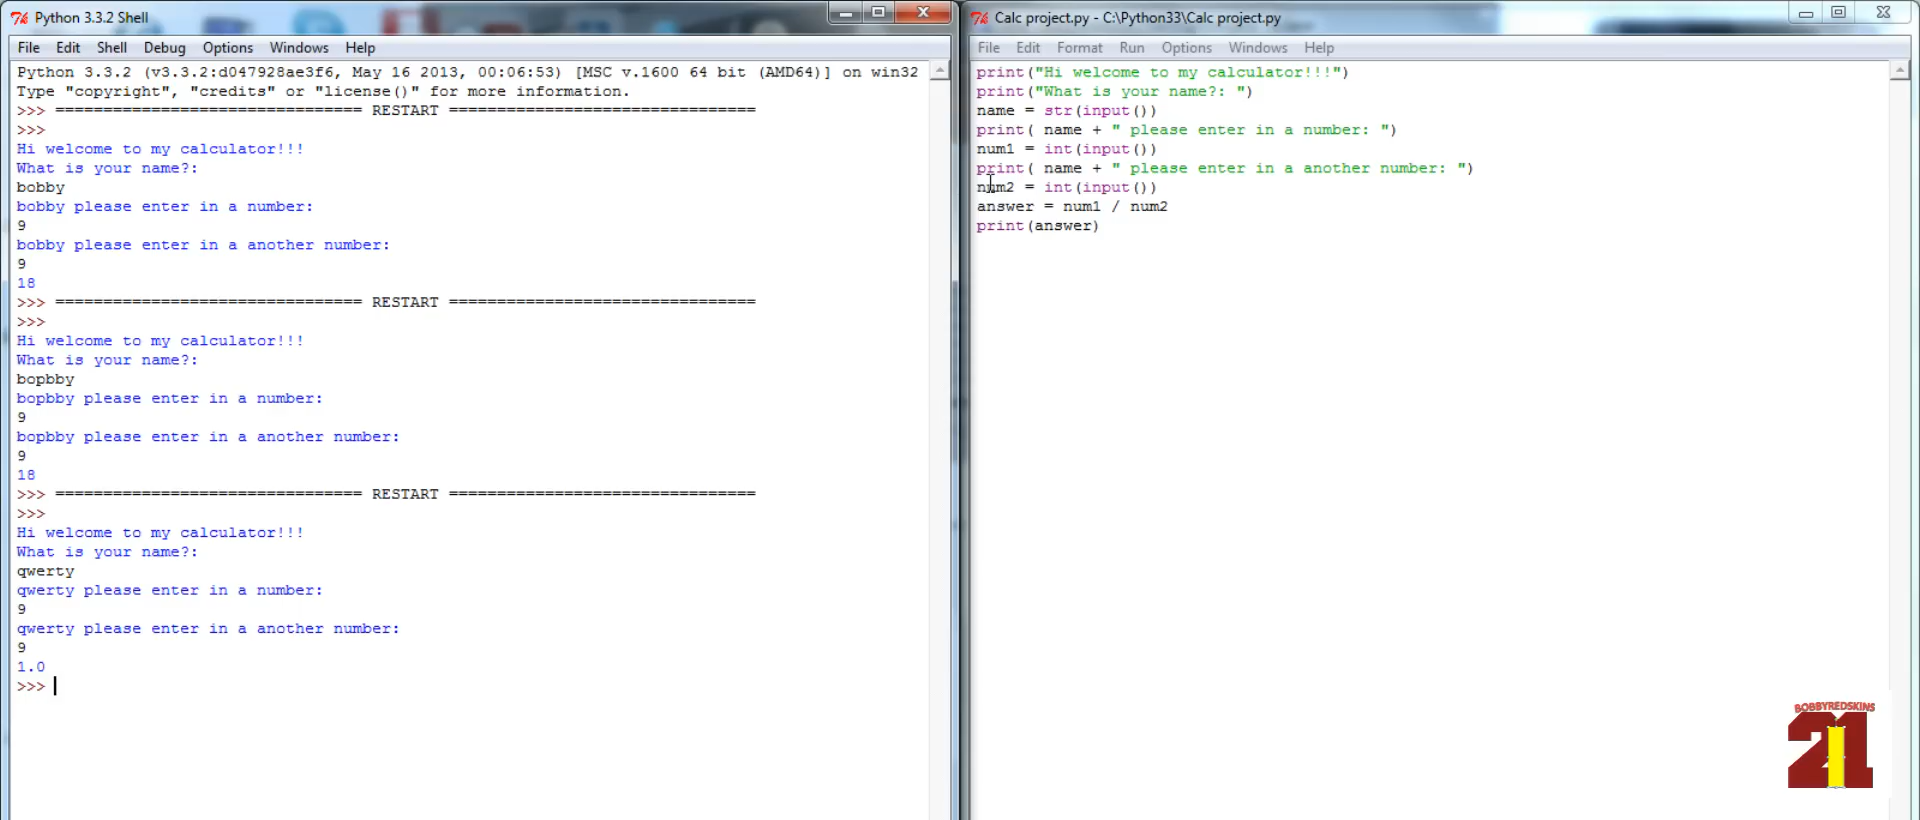 Python 3.3.2 Shell
File Edit Shell Debug Options Windows Help
Python 3.3.2 (v3.3.2:d047928ae3f6, May 16 2013, 00:06:53) [MSC v.1600 64 bit (AMD64)] on win32
Type "copyright", "credits" or "license()" for more information.
>>> ================================ RESTART ================================
>>>
Hi welcome to my calculator!!!
What is your name?:
bobby
bobby please enter in a number:
9
bobby please enter in a another number:
9
18
>>> ================================ RESTART ================================
>>>
Hi welcome to my calculator!!!
What is your name?:
bopbby
bopbby please enter in a number:
9
bopbby please enter in a another number:
9
18
>>> ================================ RESTART ================================
>>>
Hi welcome to my calculator!!!
What is your name?:
qwerty
qwerty please enter in a number:
9
qwerty please enter in a another number:
9
1.0
>>>
Calc project.py - C:\Python33\Calc project.py
File Edit Format Run Options Windows Help
print("Hi welcome to my calculator!!!")
print("What is your name?: ")
name = str(input())
print( name + " please enter in a number: ")
num1 = int(input())
print( name + " please enter in a another number: ")
num2 = int(input())
answer = num1 / num2
print(answer)
BOBBYREDSKINS
21